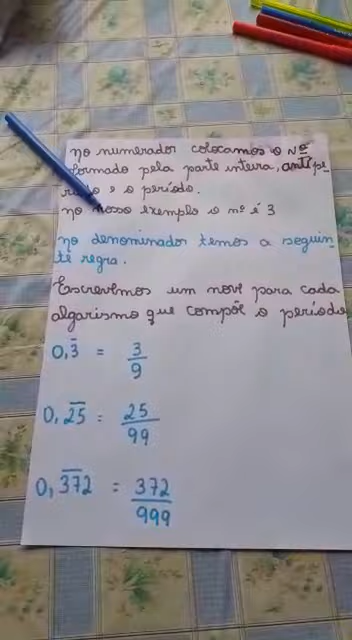 no numerador colocamos o nº
formado pela parte inteira, antipe-
ríodo e o período.
no nosso exemplo o nº é 3
no denominador temos a seguin-
te regra.
Escrevemos um nove para cada
algarismo que compõe o período
0,3̅ = 3/9
0,2̅5̅ = 25/99
0,3̅7̅2 = 372/999